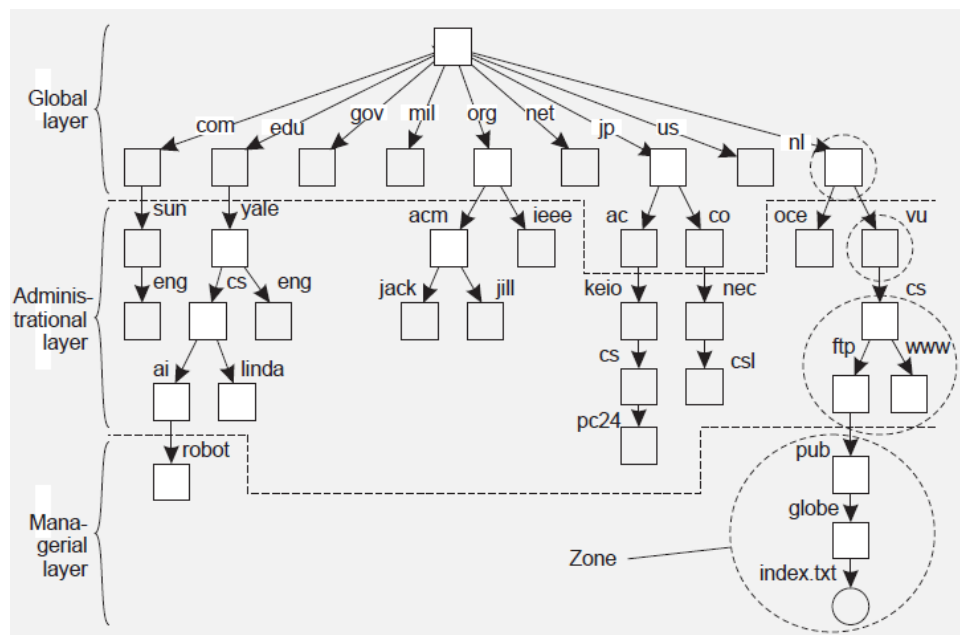 Global
layer
com
edu
gov
mil
org
net
jp
us
nl
sun
yale
acm
ieee
ac
co
oce
vu
Adminis-
trational
layer
eng
cs
eng
jack
jill
keio
nec
cs
ai
linda
cs
csl
ftp
www
pc24
robot
pub
Mana-
gerial
layer
globe
Zone
index.txt